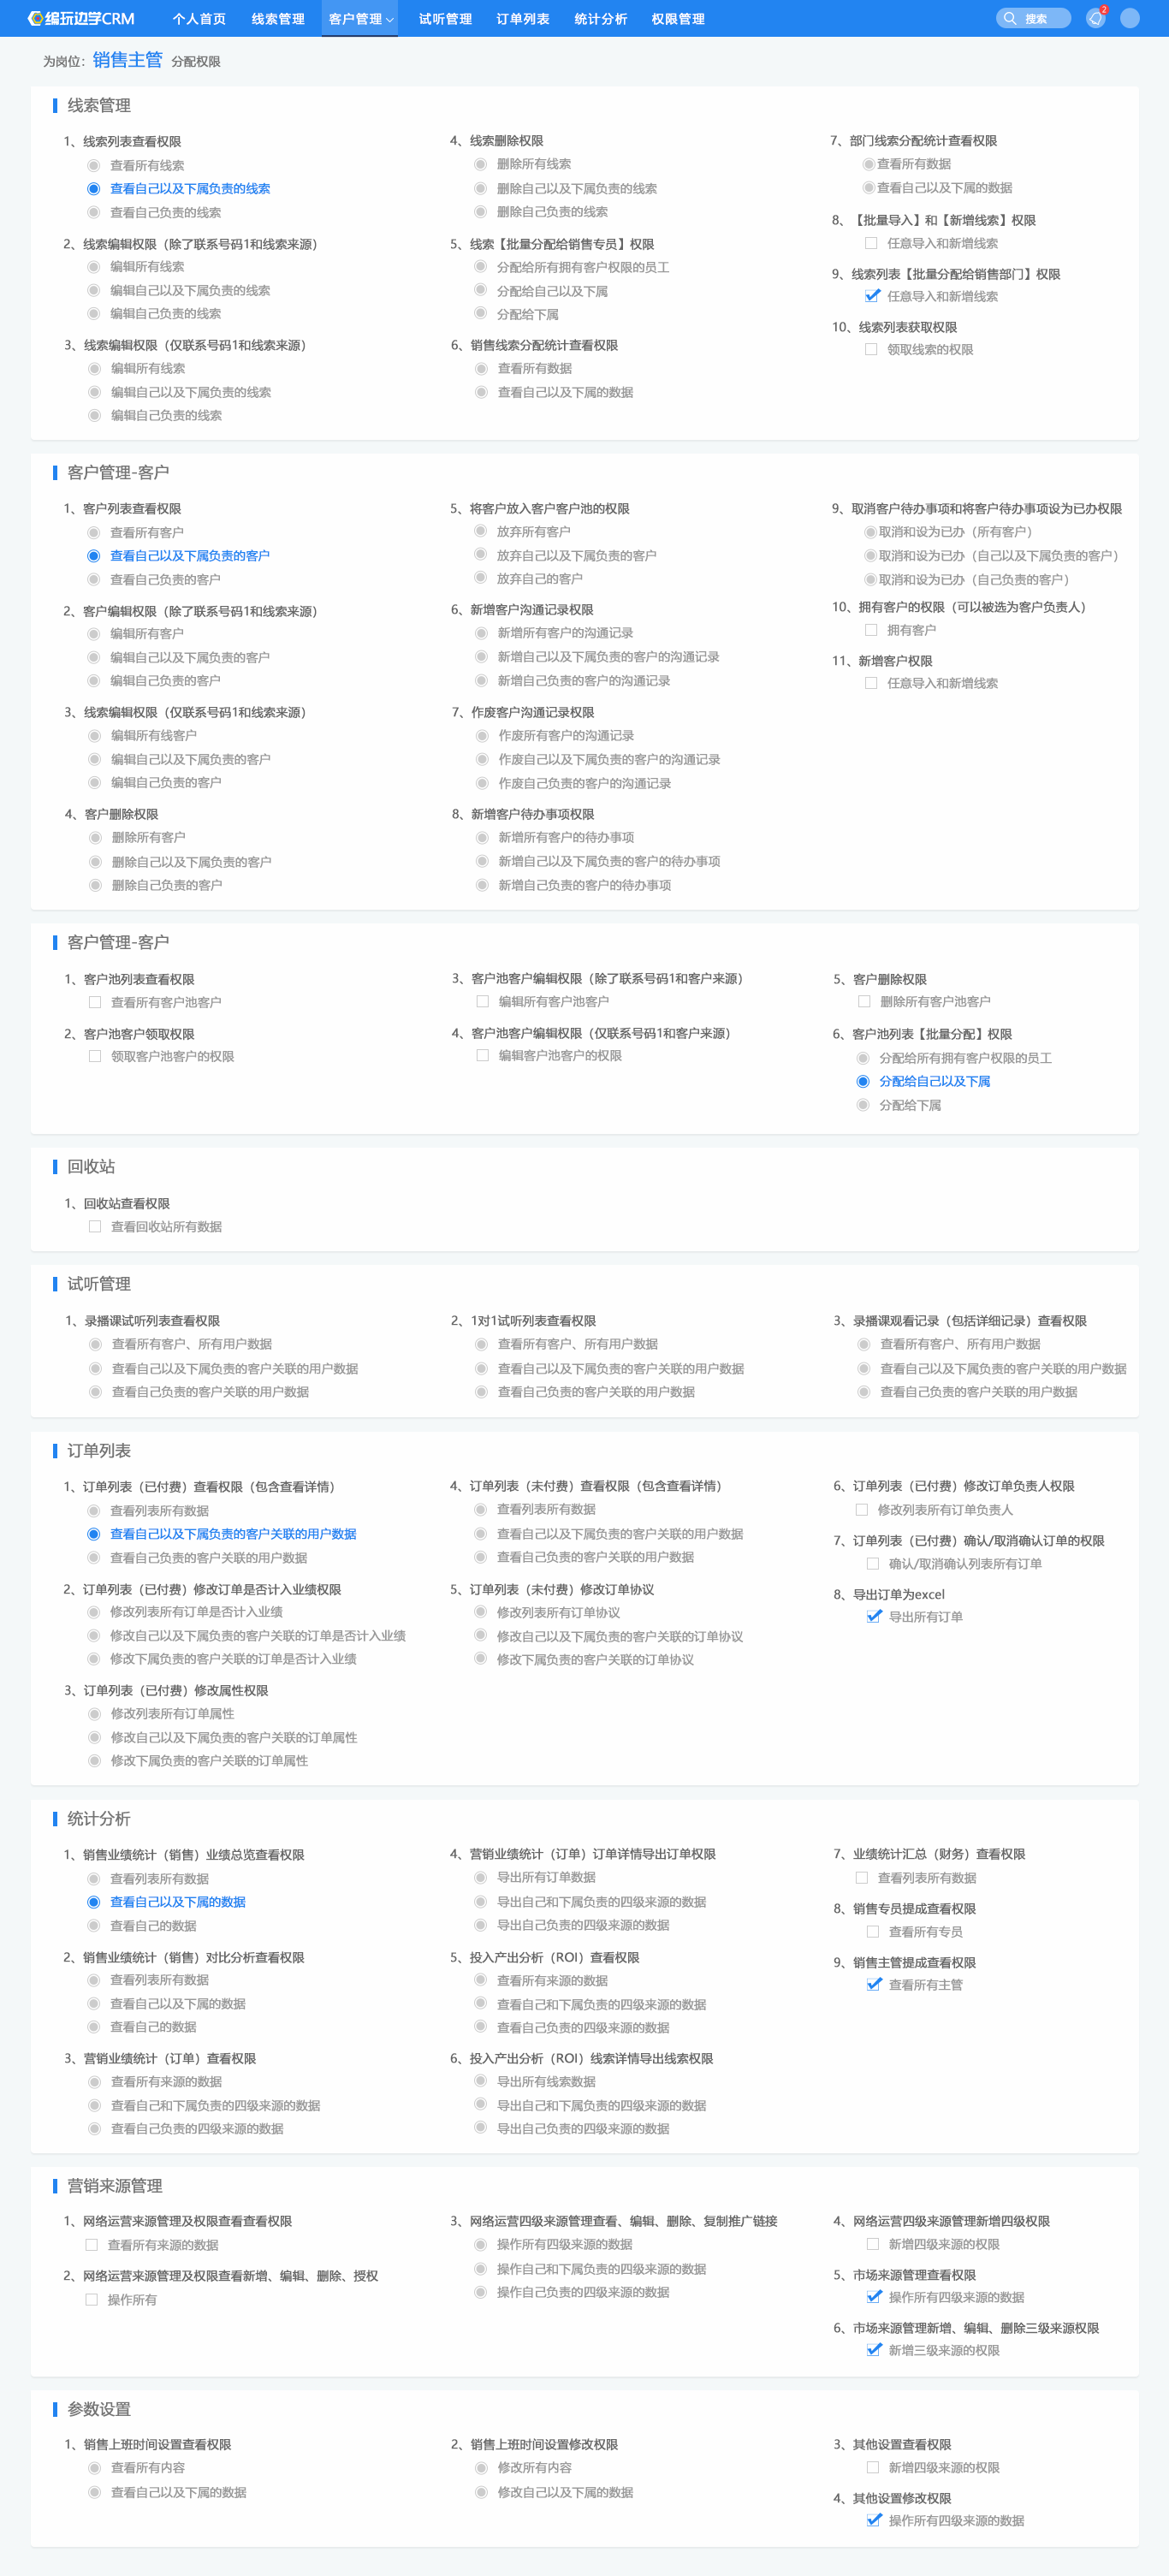 编玩边学CRM 个人首页 线索管理 客户管理 试听管理 订单列表 统计分析 权限管理 搜索 2
为岗位：销售主管 分配权限
线索管理
1、线索列表查看权限
查看所有线索
查看自己以及下属负责的线索
查看自己负责的线索
2、线索编辑权限（除了联系号码1和线索来源）
编辑所有线索
编辑自己以及下属负责的线索
编辑自己负责的线索
3、线索编辑权限（仅联系号码1和线索来源）
编辑所有线索
编辑自己以及下属负责的线索
编辑自己负责的线索
4、线索删除权限
删除所有线索
删除自己以及下属负责的线索
删除自己负责的线索
5、线索【批量分配给销售专员】权限
分配给所有拥有客户权限的员工
分配给自己以及下属
分配给下属
6、销售线索分配统计查看权限
查看所有数据
查看自己以及下属的数据
7、部门线索分配统计查看权限
查看所有数据
查看自己以及下属的数据
8、【批量导入】和【新增线索】权限
任意导入和新增线索
9、线索列表【批量分配给销售部门】权限
任意导入和新增线索
10、线索列表获取权限
领取线索的权限
客户管理-客户
1、客户列表查看权限
查看所有客户
查看自己以及下属负责的客户
查看自己负责的客户
2、客户编辑权限（除了联系号码1和线索来源）
编辑所有客户
编辑自己以及下属负责的客户
编辑自己负责的客户
3、线索编辑权限（仅联系号码1和线索来源）
编辑所有线客户
编辑自己以及下属负责的客户
编辑自己负责的客户
4、客户删除权限
删除所有客户
删除自己以及下属负责的客户
删除自己负责的客户
5、将客户放入客户客户池的权限
放弃所有客户
放弃自己以及下属负责的客户
放弃自己的客户
6、新增客户沟通记录权限
新增所有客户的沟通记录
新增自己以及下属负责的客户的沟通记录
新增自己负责的客户的沟通记录
7、作废客户沟通记录权限
作废所有客户的沟通记录
作废自己以及下属负责的客户的沟通记录
作废自己负责的客户的沟通记录
8、新增客户待办事项权限
新增所有客户的待办事项
新增自己以及下属负责的客户的待办事项
新增自己负责的客户的待办事项
9、取消客户待办事项和将客户待办事项设为已办权限
取消和设为已办（所有客户）
取消和设为已办（自己以及下属负责的客户）
取消和设为已办（自己负责的客户）
10、拥有客户的权限（可以被选为客户负责人）
拥有客户
11、新增客户权限
任意导入和新增线索
客户管理-客户
1、客户池列表查看权限
查看所有客户池客户
2、客户池客户领取权限
领取客户池客户的权限
3、客户池客户编辑权限（除了联系号码1和客户来源）
编辑所有客户池客户
4、客户池客户编辑权限（仅联系号码1和客户来源）
编辑客户池客户的权限
5、客户删除权限
删除所有客户池客户
6、客户池列表【批量分配】权限
分配给所有拥有客户权限的员工
分配给自己以及下属
分配给下属
回收站
1、回收站查看权限
查看回收站所有数据
试听管理
1、录播课试听列表查看权限
查看所有客户、所有用户数据
查看自己以及下属负责的客户关联的用户数据
查看自己负责的客户关联的用户数据
2、1对1试听列表查看权限
查看所有客户、所有用户数据
查看自己以及下属负责的客户关联的用户数据
查看自己负责的客户关联的用户数据
3、录播课观看记录（包括详细记录）查看权限
查看所有客户、所有用户数据
查看自己以及下属负责的客户关联的用户数据
查看自己负责的客户关联的用户数据
订单列表
1、订单列表（已付费）查看权限（包含查看详情）
查看列表所有数据
查看自己以及下属负责的客户关联的用户数据
查看自己负责的客户关联的用户数据
2、订单列表（已付费）修改订单是否计入业绩权限
修改列表所有订单是否计入业绩
修改自己以及下属负责的客户关联的订单是否计入业绩
修改下属负责的客户关联的订单是否计入业绩
3、订单列表（已付费）修改属性权限
修改列表所有订单属性
修改自己以及下属负责的客户关联的订单属性
修改下属负责的客户关联的订单属性
4、订单列表（未付费）查看权限（包含查看详情）
查看列表所有数据
查看自己以及下属负责的客户关联的用户数据
查看自己负责的客户关联的用户数据
5、订单列表（未付费）修改订单协议
修改列表所有订单协议
修改自己以及下属负责的客户关联的订单协议
修改下属负责的客户关联的订单协议
6、订单列表（已付费）修改订单负责人权限
修改列表所有订单负责人
7、订单列表（已付费）确认/取消确认订单的权限
确认/取消确认列表所有订单
8、导出订单为excel
导出所有订单
统计分析
1、销售业绩统计（销售）业绩总览查看权限
查看列表所有数据
查看自己以及下属的数据
查看自己的数据
2、销售业绩统计（销售）对比分析查看权限
查看列表所有数据
查看自己以及下属的数据
查看自己的数据
3、营销业绩统计（订单）查看权限
查看所有来源的数据
查看自己和下属负责的四级来源的数据
查看自己负责的四级来源的数据
4、营销业绩统计（订单）订单详情导出订单权限
导出所有订单数据
导出自己和下属负责的四级来源的数据
导出自己负责的四级来源的数据
5、投入产出分析（ROI）查看权限
查看所有来源的数据
查看自己和下属负责的四级来源的数据
查看自己负责的四级来源的数据
6、投入产出分析（ROI）线索详情导出线索权限
导出所有线索数据
导出自己和下属负责的四级来源的数据
导出自己负责的四级来源的数据
7、业绩统计汇总（财务）查看权限
查看列表所有数据
8、销售专员提成查看权限
查看所有专员
9、销售主管提成查看权限
查看所有主管
营销来源管理
1、网络运营来源管理及权限查看查看权限
查看所有来源的数据
2、网络运营来源管理及权限查看新增、编辑、删除、授权
操作所有
3、网络运营四级来源管理查看、编辑、删除、复制推广链接
操作所有四级来源的数据
操作自己和下属负责的四级来源的数据
操作自己负责的四级来源的数据
4、网络运营四级来源管理新增四级权限
新增四级来源的权限
5、市场来源管理查看权限
操作所有四级来源的数据
6、市场来源管理新增、编辑、删除三级来源权限
新增三级来源的权限
参数设置
1、销售上班时间设置查看权限
查看所有内容
查看自己以及下属的数据
2、销售上班时间设置修改权限
修改所有内容
修改自己以及下属的数据
3、其他设置查看权限
新增四级来源的权限
4、其他设置修改权限
操作所有四级来源的数据